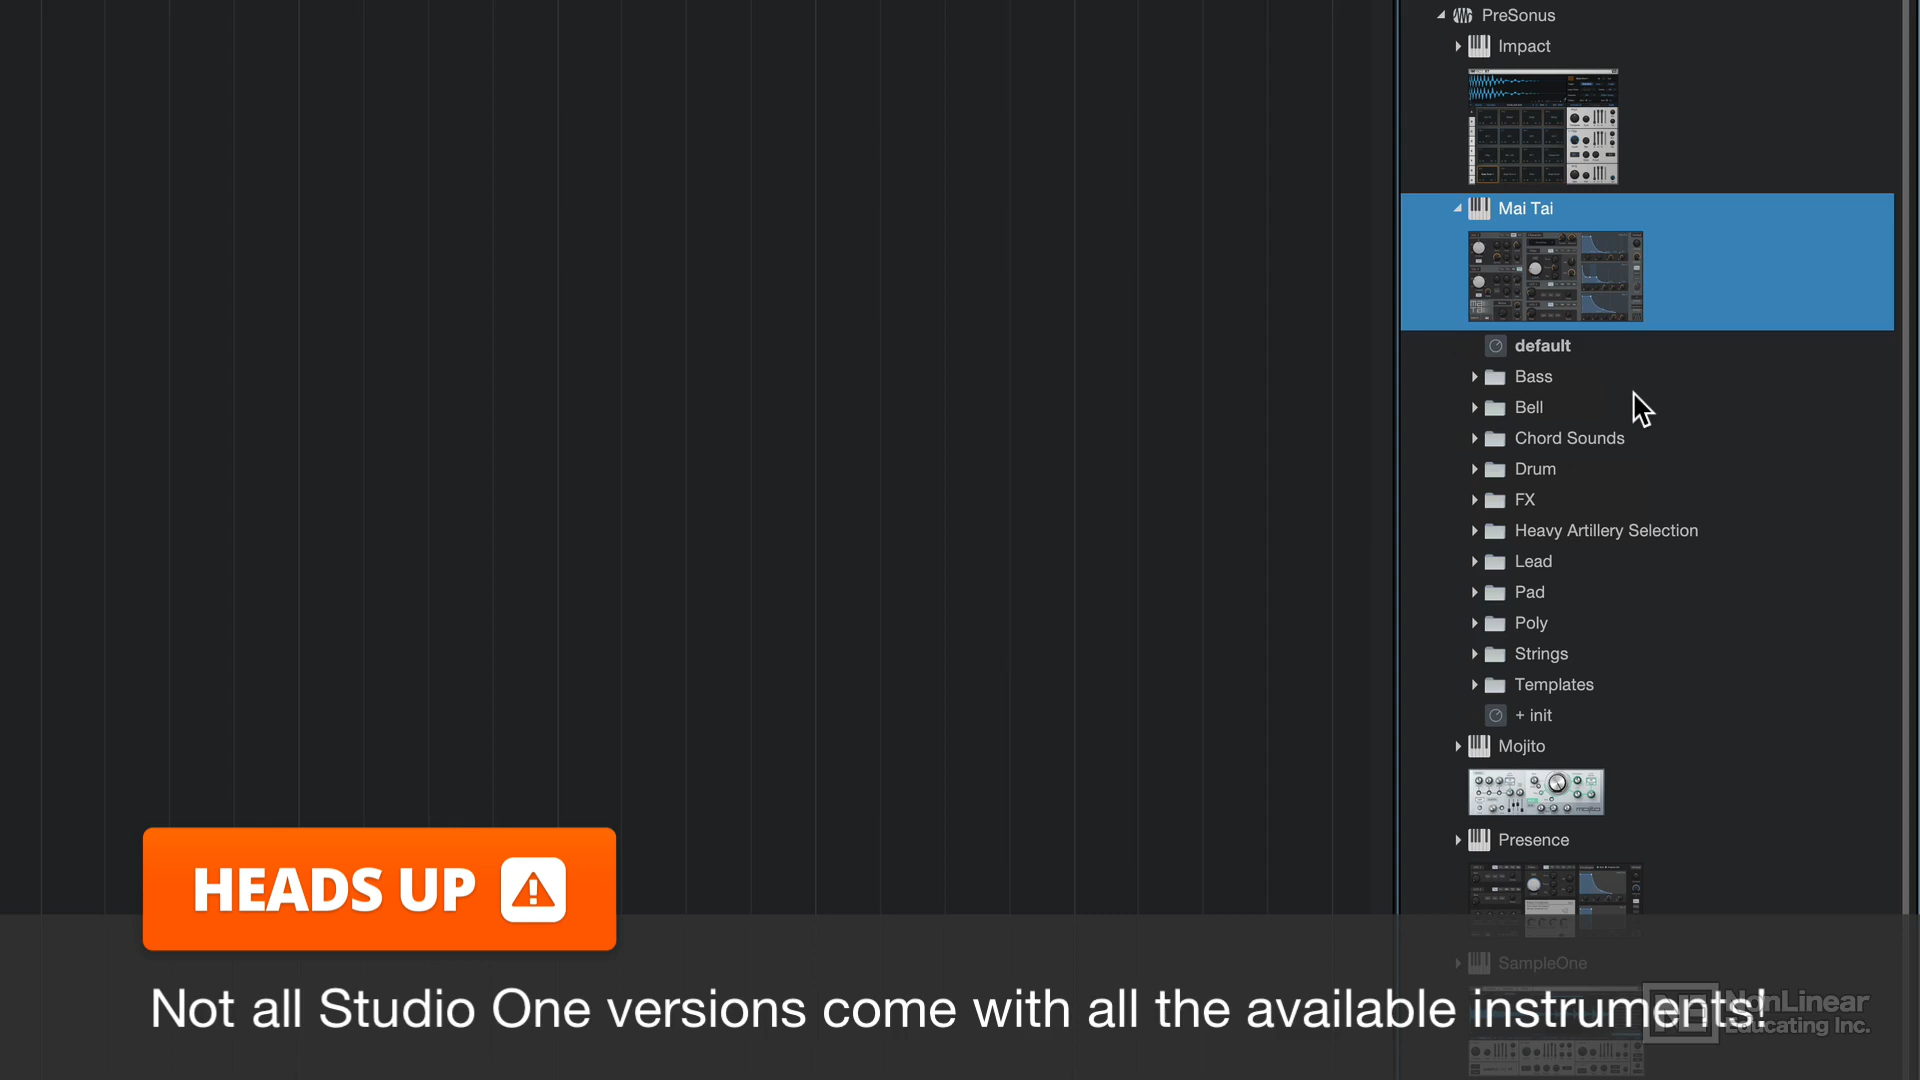 PreSonus
Impact
Mai Tai
default
Bass
Bell
Chord Sounds
Drum
FX
Heavy Artillery Selection
Lead
Pad
Poly
Strings
Templates
+ init
Mojito
Presence
SampleOne
HEADS UP
Not all Studio One versions come with all the available instruments!
NonLinear
Educating Inc.